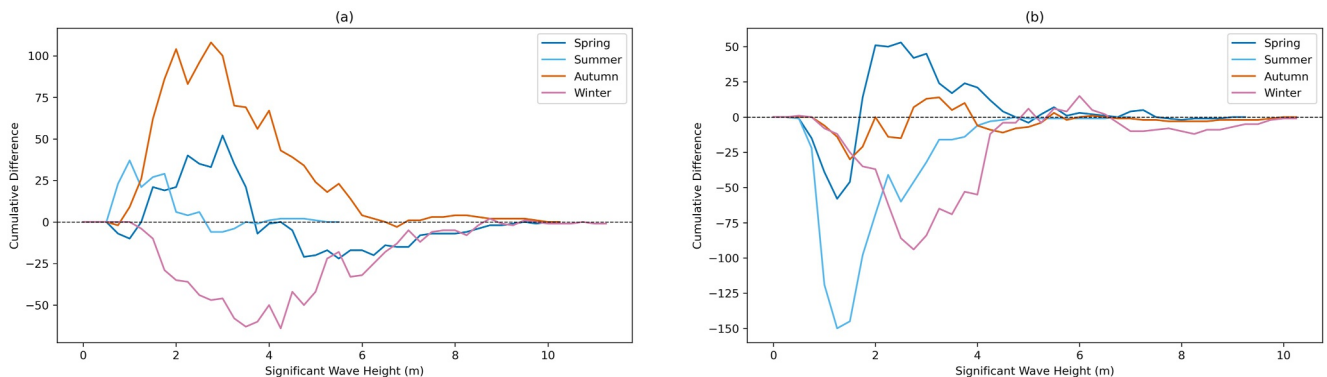 (a)
Cumulative Difference
100
75
50
25
0
−25
−50
0 2 4 6 8 10
Significant Wave Height (m)
Spring
Summer
Autumn
Winter
(b)
Cumulative Difference
50
25
0
−25
−50
−75
−100
−125
−150
0 2 4 6 8 10
Significant Wave Height (m)
Spring
Summer
Autumn
Winter